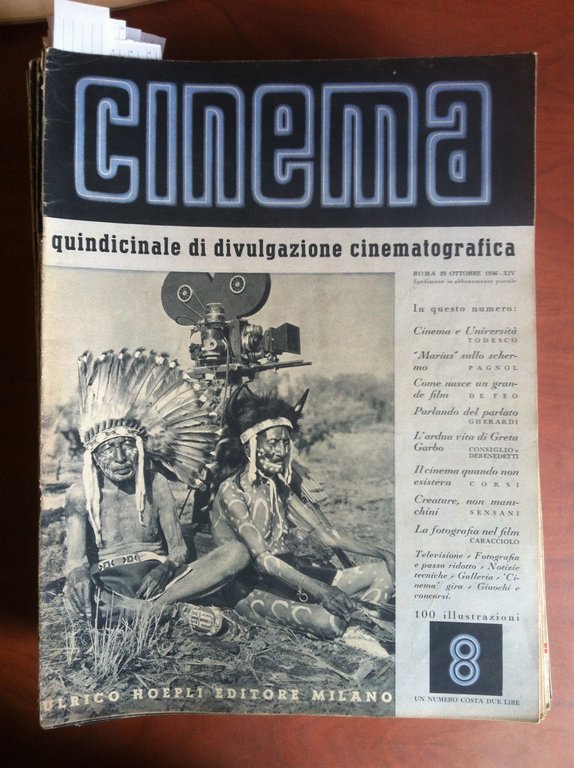 cinema
quindicinale di divulgazione cinematografica
ROMA 25 OTTOBRE 1936 - XIV
Spedizione in abbonamento postale
In questo numero:
Cinema e Università
TODESCO
"Marius" sullo scher-
mo PAGNOL
Come nasce un gran-
de film DE FEO
Parlando del parlato
GHERARDI
L'ardua vita di Greta
Garbo CONSIGLIO e
DEBENEDETTI
Il cinema quando non
esisteva CORSI
Creature, non mani-
chini SENSANI
La fotografia nel film
CARACCIOLO
Televisione › Fotografia
e passo ridotto › Notizie
tecniche › Galleria › "Ci-
nema" gira › Giuochi e
concorsi.
100 illustrazioni
8
UN NUMERO COSTA DUE LIRE
ULRICO HOEPLI EDITORE MILANO